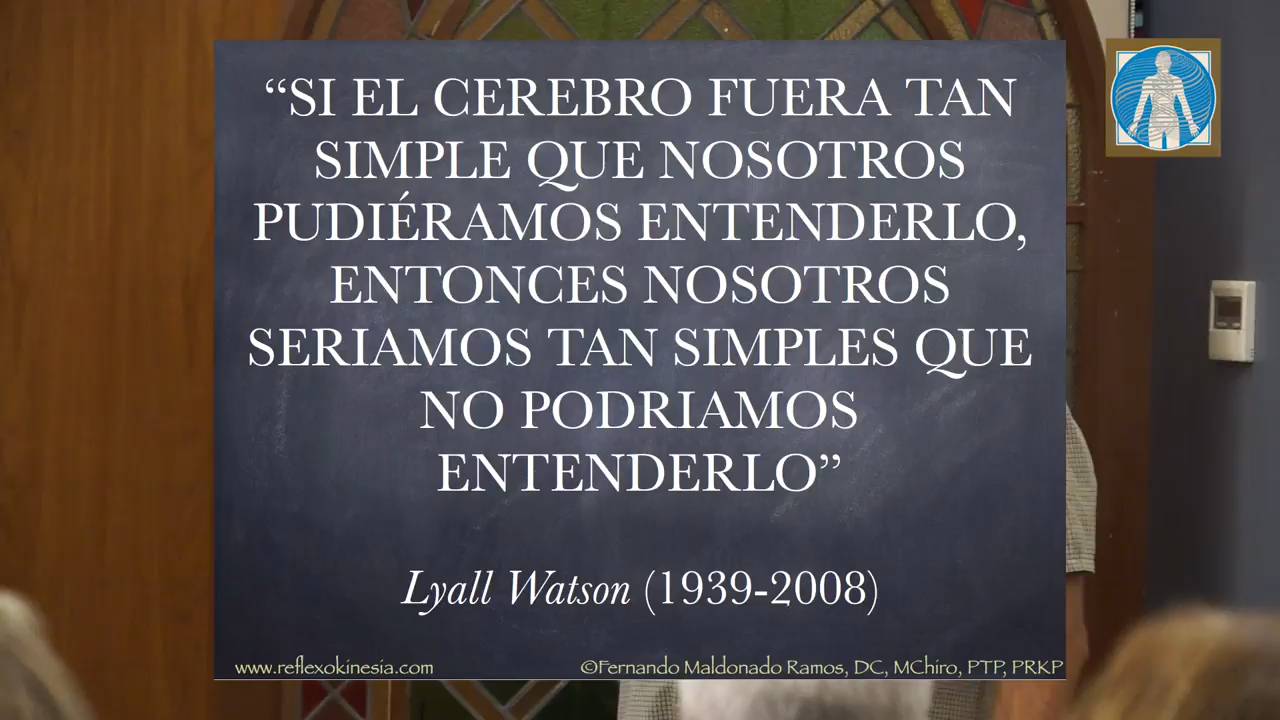 “SI EL CEREBRO FUERA TAN
SIMPLE QUE NOSOTROS
PUDIÉRAMOS ENTENDERLO,
ENTONCES NOSOTROS
SERIAMOS TAN SIMPLES QUE
NO PODRIAMOS
ENTENDERLO”
Lyall Watson (1939-2008)
www.reflexokinesia.com
©Fernando Maldonado Ramos, DC, MChiro, PTP, PRKP